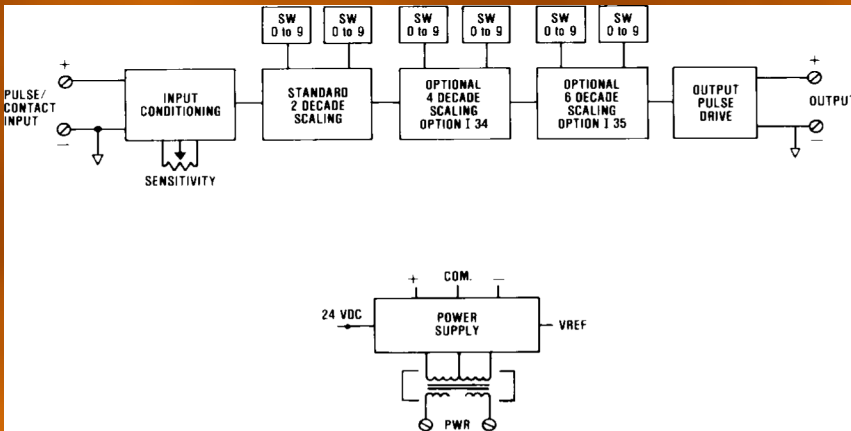 SW
0 to 9
SW
0 to 9
SW
0 to 9
SW
0 to 9
SW
0 to 9
SW
0 to 9
+
PULSE/
CONTACT
INPUT
—
INPUT
CONDITIONING
SENSITIVITY
STANDARD
2 DECADE
SCALING
OPTIONAL
4 DECADE
SCALING
OPTION I 34
OPTIONAL
6 DECADE
SCALING
OPTION I 35
OUTPUT
PULSE
DRIVE
+
OUTPUT
—
+ COM. —
24 VDC
POWER
SUPPLY
VREF
PWR